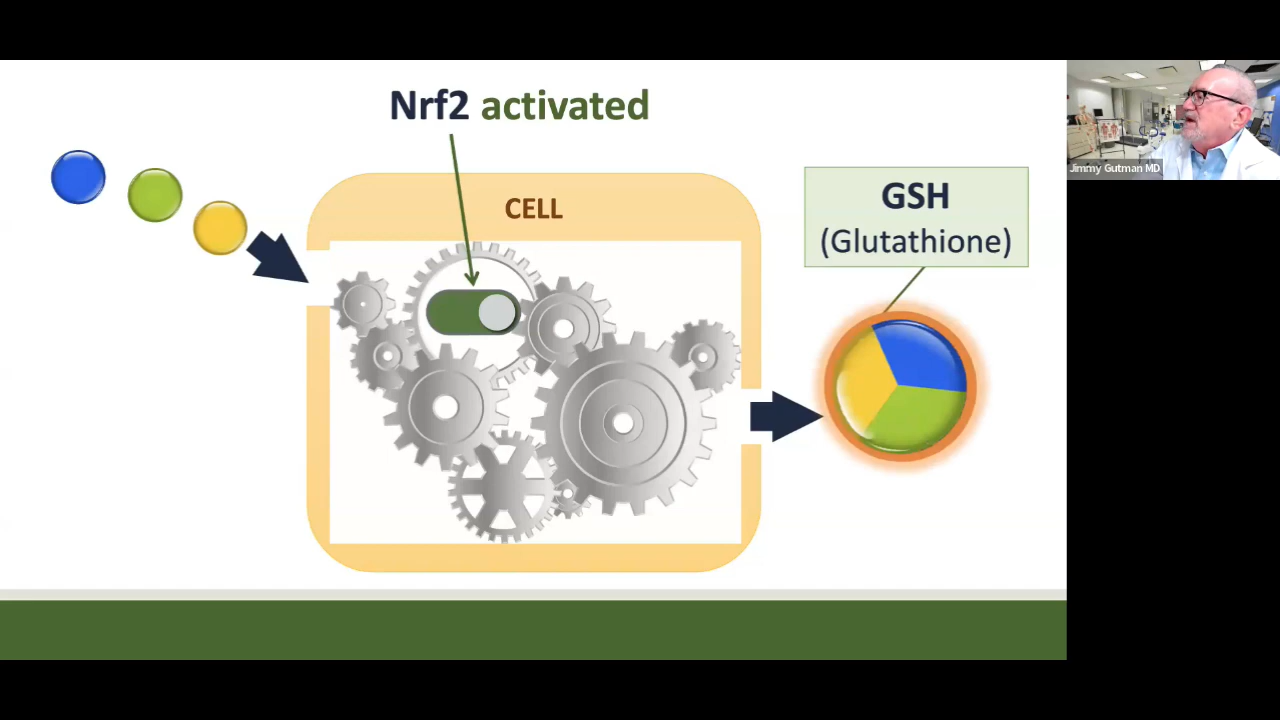 Nrf2 activated
CELL
GSH
(Glutathione)
Jimmy Gutman MD